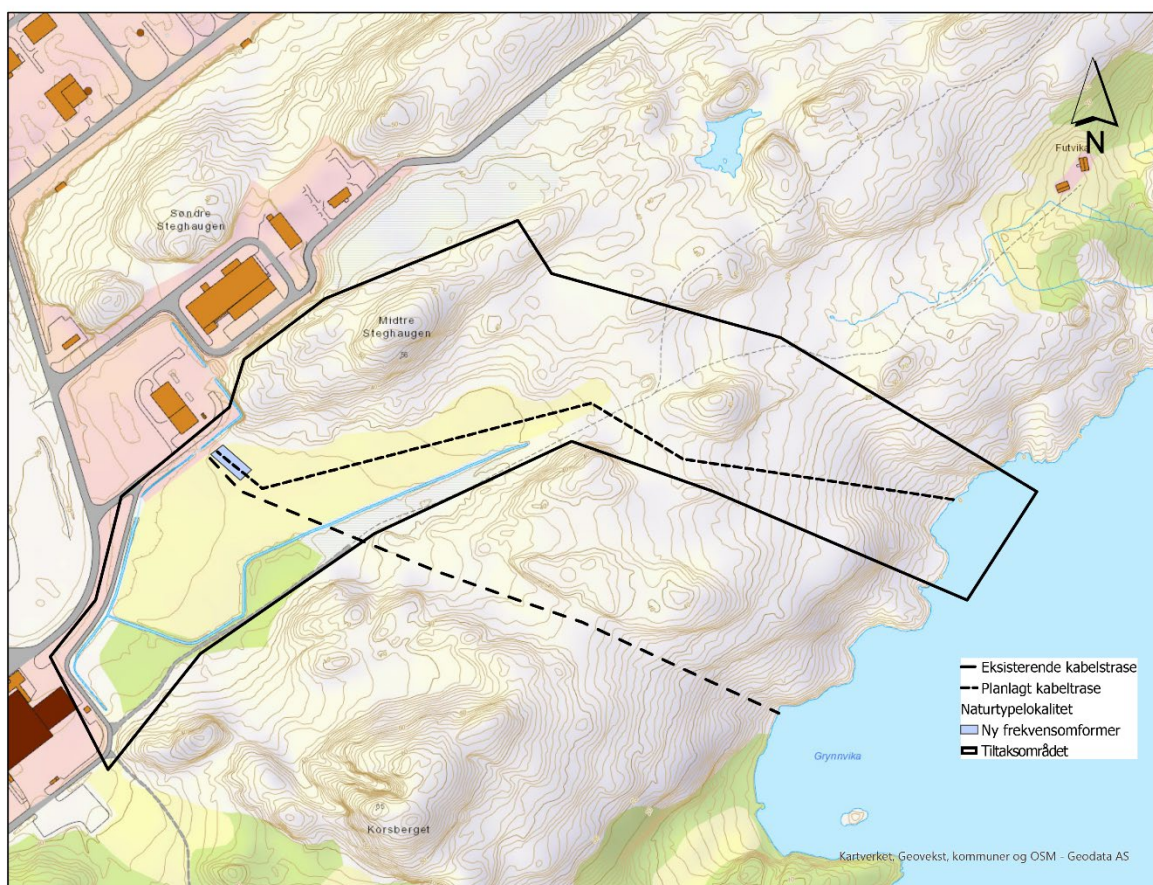 N
Futvika
Søndre
Steghaugen
Midtre
Steghaugen
Eksisterende kabelstrase
Planlagt kabeltrase
Naturtypelokalitet
Ny frekvensomformer
Tiltaksområdet
Grynnvika
Korsberget
Kartverket, Geovekst, kommuner og OSM - Geodata AS